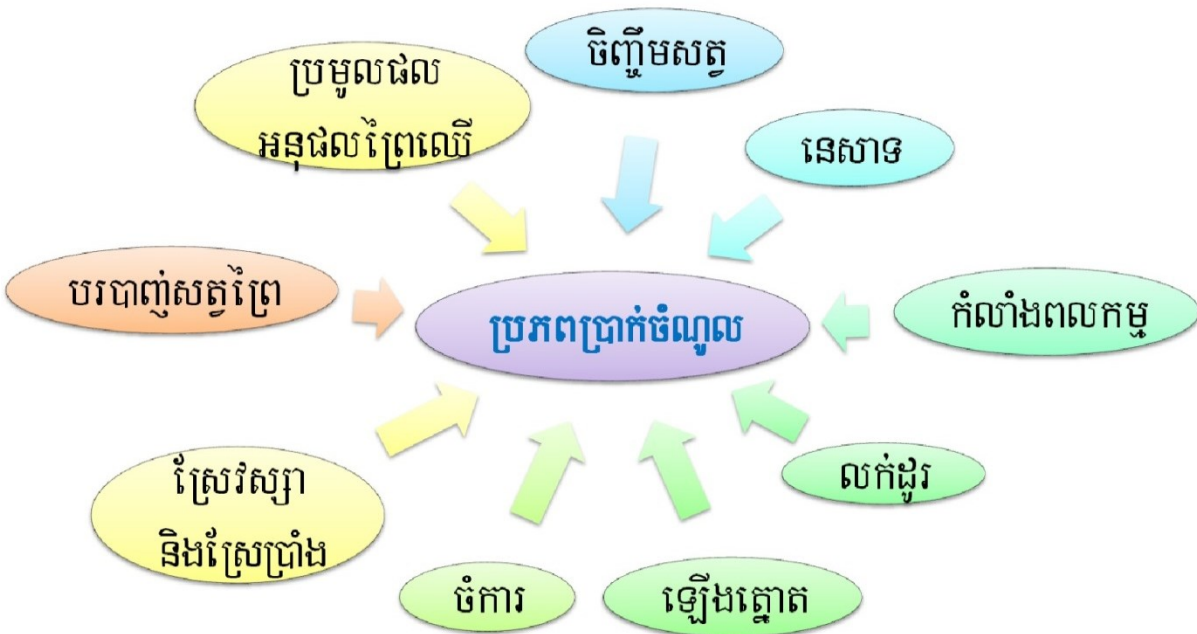 ចិញ្ចឹមសត្វ
ប្រមូលផល
អនុផលព្រៃឈើ
នេសាទ
បរបាញ់សត្វព្រៃ
ប្រភពប្រាក់ចំណូល
កំលាំងពលកម្ម
ស្រែវស្សា
និងស្រែប្រាំង
លក់ដូរ
ចំការ
ឡើងត្នោត